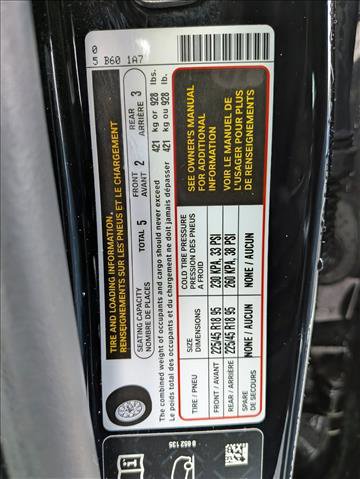 0
5 B60 1A7
TIRE AND LOADING INFORMATION
RENSEIGNEMENTS SUR LES PNEUS ET LE CHARGEMENT
SEATING CAPACITY
NOMBRE DE PLACES
TOTAL 5
FRONT
AVANT 2
REAR
ARRIÈRE 3
The combined weight of occupants and cargo should never exceed 421 kg or 928 lbs.
Le poids total des occupants et du chargement ne doit jamais dépasser 421 kg ou 928 lb.
TIRE / PNEU
SIZE
DIMENSIONS
COLD TIRE PRESSURE
PRESSION DES PNEUS
A FROID
FRONT / AVANT 225/45 R18 95 230 KPA, 33 PSI
REAR / ARRIÈRE 225/45 R18 95 260 KPA, 38 PSI
SPARE
DE SECOURS
NONE / AUCUN NONE / AUCUN
SEE OWNER'S MANUAL
FOR ADDITIONAL
INFORMATION
VOIR LE MANUEL DE
L'USAGER POUR PLUS
DE RENSEIGNEMENTS
8 652 135